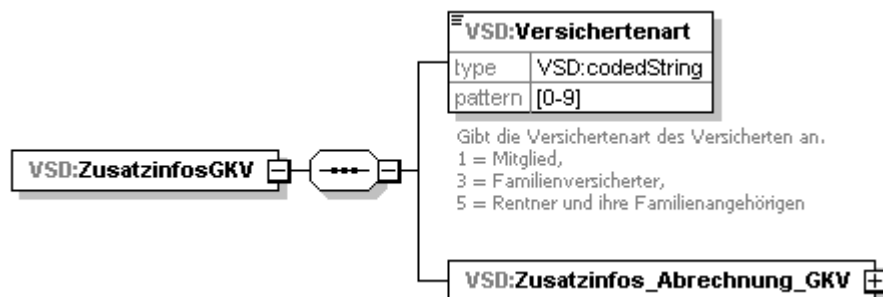 VSD:Versichertenart
type VSD:codedString
pattern [0-9]
Gibt die Versichertenart des Versicherten an.
1 = Mitglied,
3 = Familienversicherter,
5 = Rentner und ihre Familienangehörigen
VSD:ZusatzinfosGKV
VSD:Zusatzinfos_Abrechnung_GKV